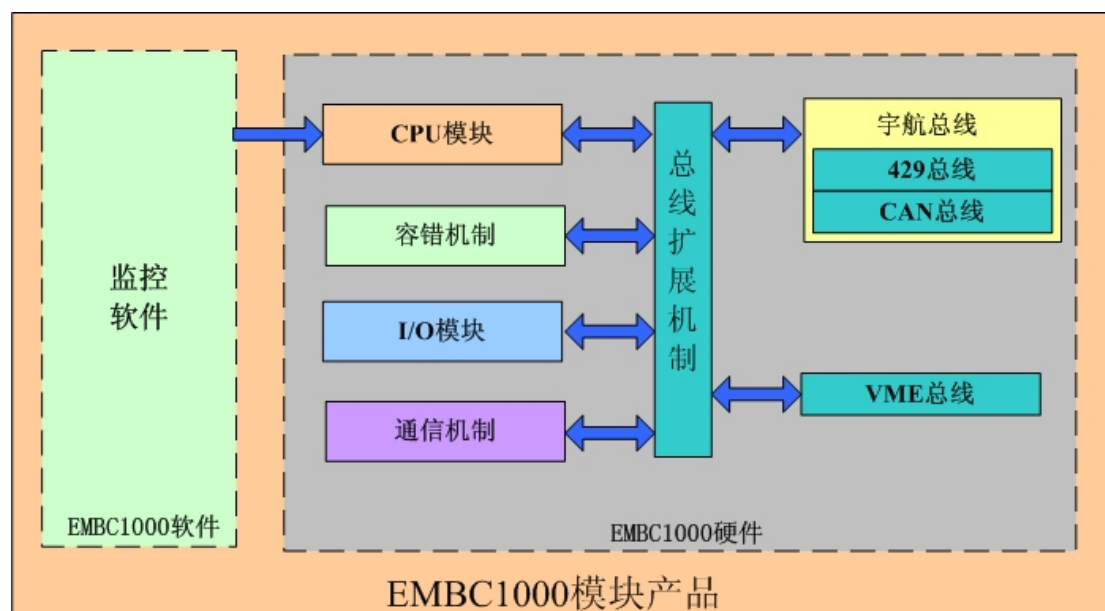 监控
软件
EMBC1000软件
CPU模块
容错机制
I/O模块
通信机制
总线扩展机制
宇航总线
429总线
CAN总线
VME总线
EMBC1000硬件
EMBC1000模块产品